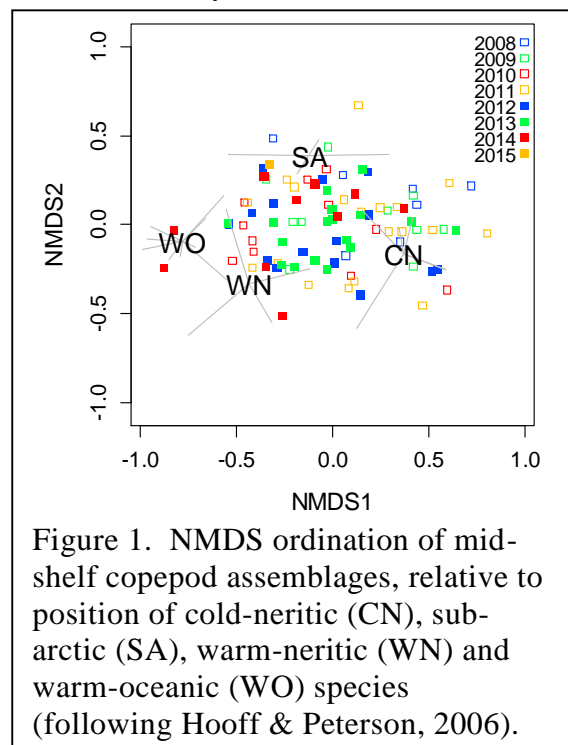 2008
2009
2010
2011
2012
2013
2014
2015
1.0
0.5
0.0
-0.5
-1.0
NMDS2
SA
WO
WN
CN
-1.0 -0.5 0.0 0.5 1.0
NMDS1
Figure 1. NMDS ordination of mid-
shelf copepod assemblages, relative to
position of cold-neritic (CN), sub-
arctic (SA), warm-neritic (WN) and
warm-oceanic (WO) species
(following Hooff & Peterson, 2006).